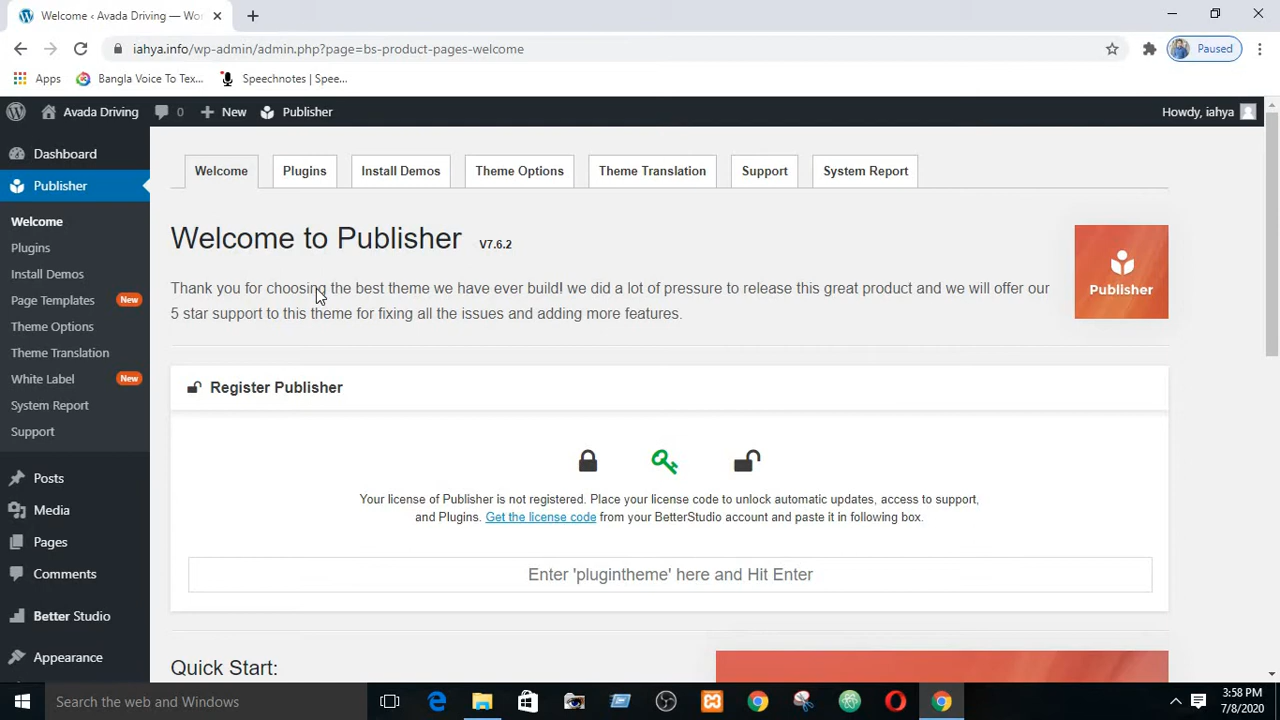 Welcome ‹ Avada Driving — Wor
iahya.info/wp-admin/admin.php?page=bs-product-pages-welcome
Paused
Apps
Bangla Voice To Tex...
Speechnotes | Spee...
Avada Driving
0
New
Publisher
Howdy, iahya
Dashboard
Publisher
Welcome
Plugins
Install Demos
Page Templates New
Theme Options
Theme Translation
White Label New
System Report
Support
Posts
Media
Pages
Comments
Better Studio
Appearance
Welcome
Plugins
Install Demos
Theme Options
Theme Translation
Support
System Report
Welcome to Publisher V7.6.2
Thank you for choosing the best theme we have ever build! we did a lot of pressure to release this great product and we will offer our
5 star support to this theme for fixing all the issues and adding more features.
Publisher
Register Publisher
Your license of Publisher is not registered. Place your license code to unlock automatic updates, access to support,
and Plugins. Get the license code from your BetterStudio account and paste it in following box.
Enter 'plugintheme' here and Hit Enter
Quick Start:
Search the web and Windows
3:58 PM
7/8/2020